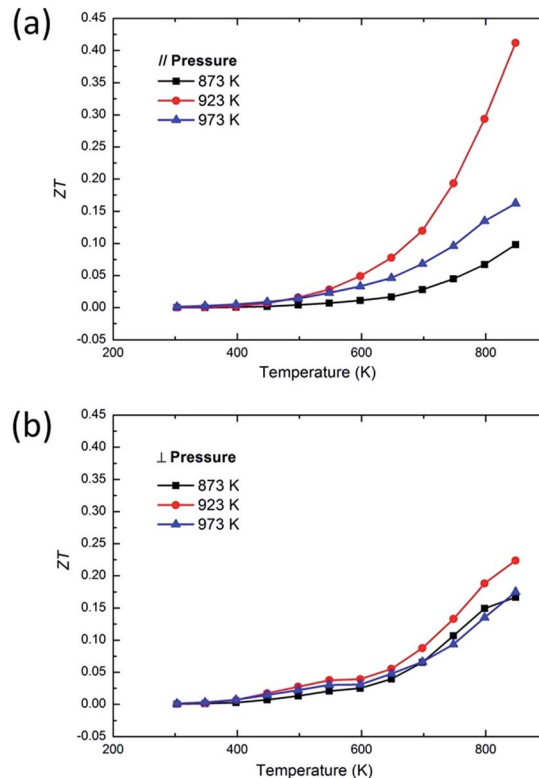 (a)
// Pressure
873 K
923 K
973 K
ZT
0.45
0.40
0.35
0.30
0.25
0.20
0.15
0.10
0.05
0.00
-0.05
200
400
600
800
Temperature (K)
(b)
⊥ Pressure
873 K
923 K
973 K
ZT
0.45
0.40
0.35
0.30
0.25
0.20
0.15
0.10
0.05
0.00
-0.05
200
400
600
800
Temperature (K)